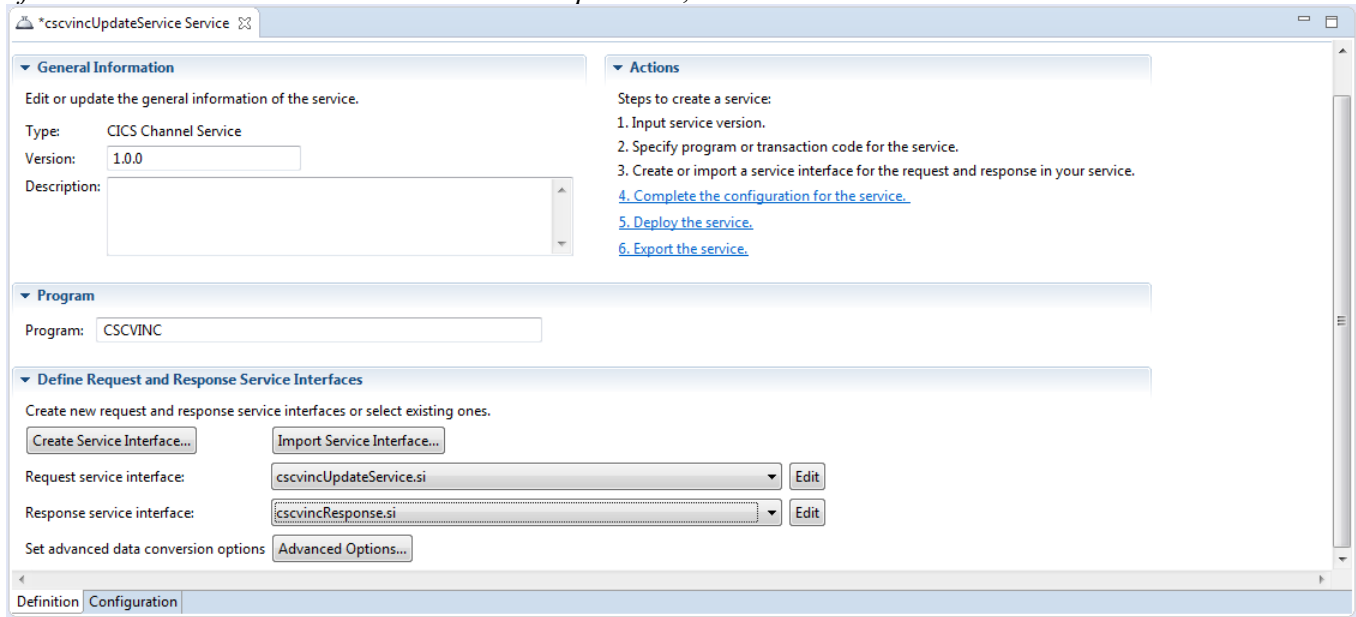 *cscvincUpdateService Service
General Information
Edit or update the general information of the service.
Type: CICS Channel Service
Version: 1.0.0
Description:
Actions
Steps to create a service:
1. Input service version.
2. Specify program or transaction code for the service.
3. Create or import a service interface for the request and response in your service.
4. Complete the configuration for the service.
5. Deploy the service.
6. Export the service.
Program
Program: CSCVINC
Define Request and Response Service Interfaces
Create new request and response service interfaces or select existing ones.
Create Service Interface... Import Service Interface...
Request service interface: cscvincUpdateService.si Edit
Response service interface: cscvincResponse.si Edit
Set advanced data conversion options Advanced Options...
Definition Configuration